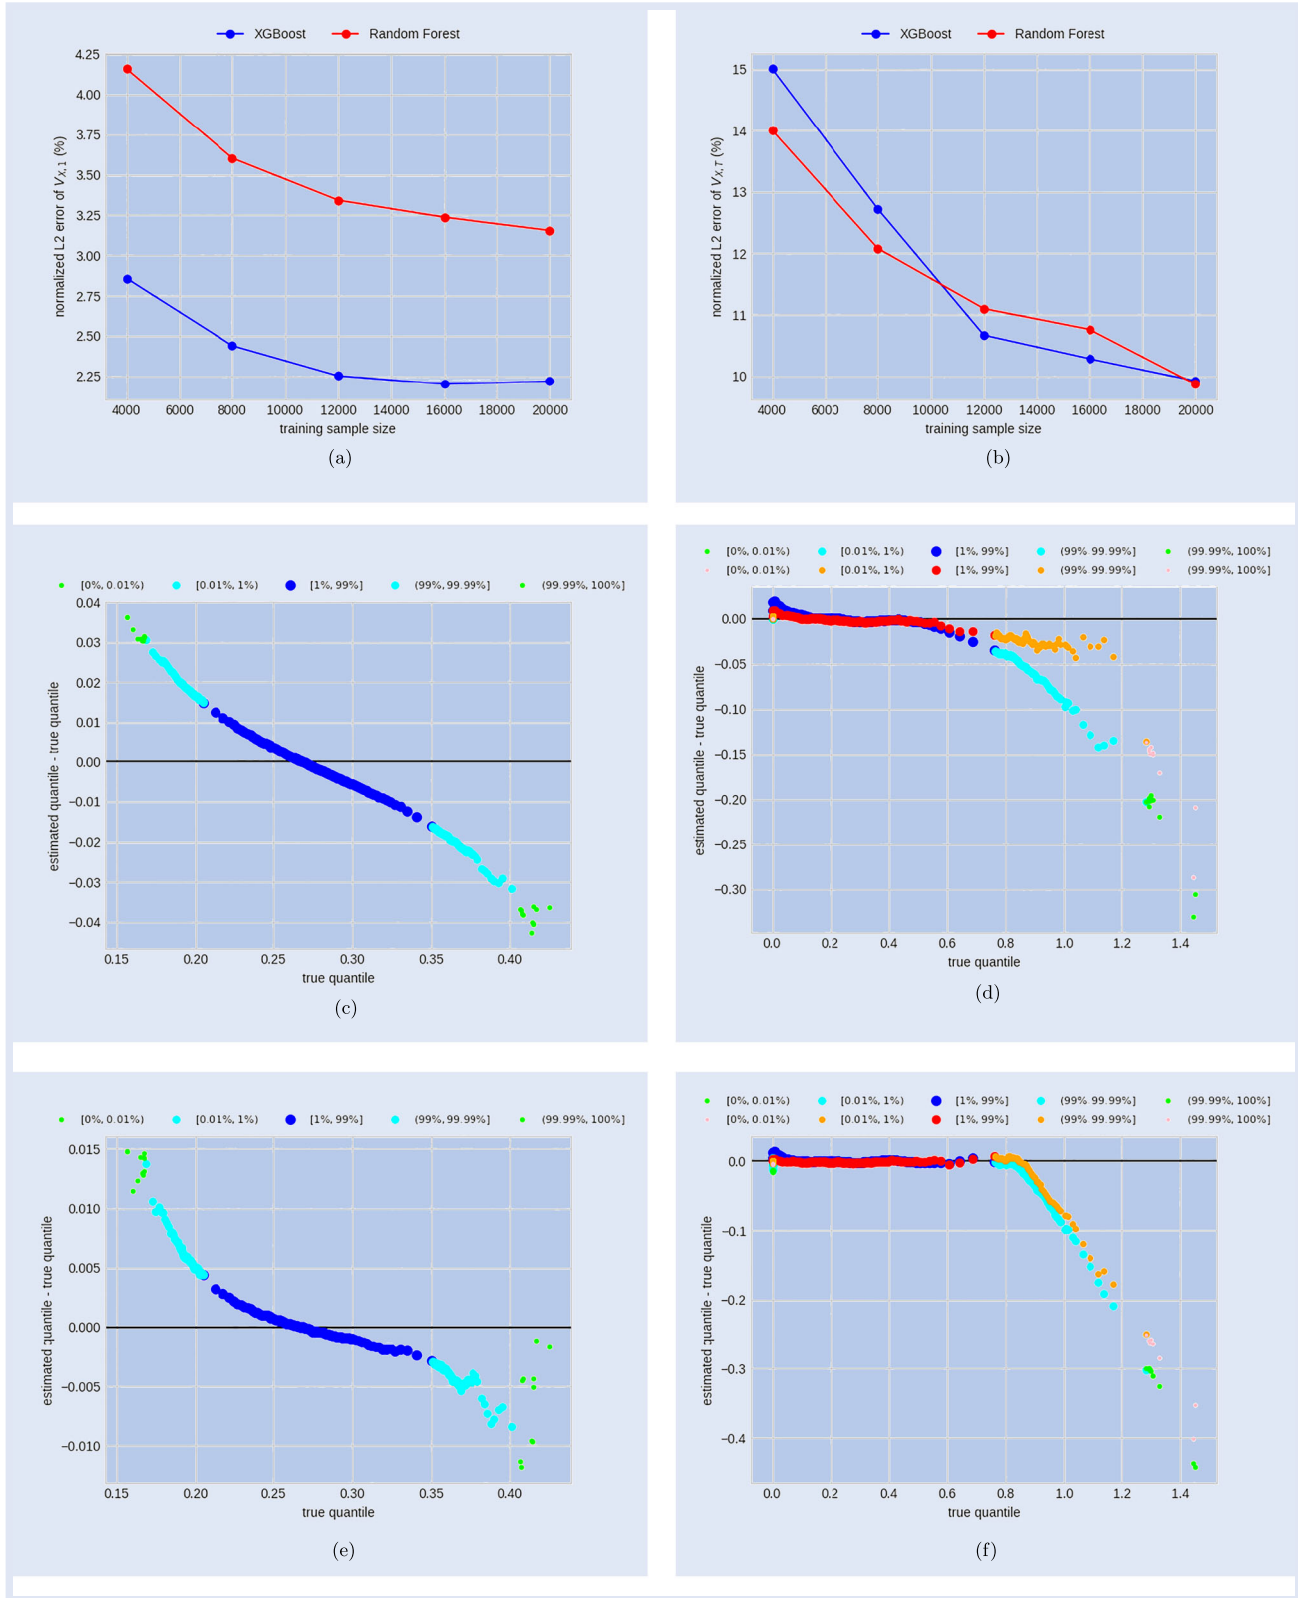 XGBoost Random Forest
4.25
4.00
3.75
3.50
3.25
3.00
2.75
2.50
2.25
normalized L2 error of V_{X,1} (%)
4000 6000 8000 10000 12000 14000 16000 18000 20000
training sample size
(a)
XGBoost Random Forest
15
14
13
12
11
10
normalized L2 error of V_{X,T} (%)
4000 6003 8000 10000 12000 14000 16000 18000 20000
training sample size
(b)
[0%, 0.01%) [0.01%, 1%) [1%, 99%] (99%, 99.99%] (99.99%, 100%]
0.04
0.03
0.02
0.01
0.00
−0.01
−0.02
−0.03
−0.04
estimated quantile - true quantile
0.15 0.20 0.25 0.30 0.35 0.40
true quantile
(c)
[0%, 0.01%) [0.01%, 1%) [1%, 99%] (99% 99.99%] (99.99%, 100%]
[0%, 0.01%) [0.01%, 1%) [1%, 99%] (99% 99.99%] (99.99%, 100%]
0.00
−0.05
−0.10
−0.15
−0.20
−0.25
−0.30
estimated quantile - true quantile
0.0 0.2 0.4 0.6 0.8 1.0 1.2 1.4
true quantile
(d)
[0%, 0.01%) [0.01%, 1%) [1%, 99%] (99%, 99.99%] (99.99%, 100%]
0.015
0.010
0.005
0.000
−0.005
−0.010
estimated quantile - true quantile
0.15 0.20 0.25 0.30 0.35 0.40
true quantile
(e)
[0%, 0.01%) [0.01%, 1%) [1%, 99%] (99% 99.99%] (99.99%, 100%]
[0%, 0.01%) [0.01%, 1%) [1%, 99%] (99% 99.99%] (99.99%, 100%]
0.0
−0.1
−0.2
−0.3
−0.4
estimated quantile - true quantile
0.0 0.2 0.4 0.6 0.8 1.0 1.2 1.4
true quantile
(f)